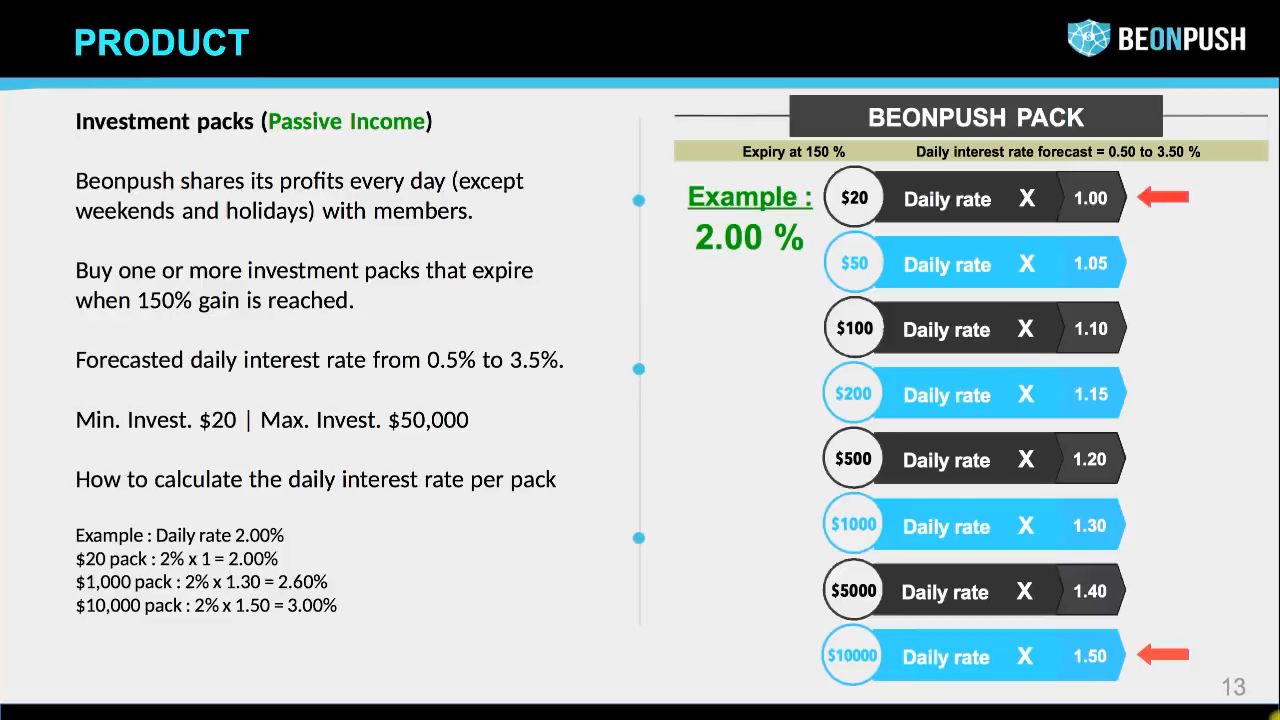 PRODUCT
BEONPUSH
Investment packs (Passive Income)
Beonpush shares its profits every day (except
weekends and holidays) with members.
Buy one or more investment packs that expire
when 150% gain is reached.
Forecasted daily interest rate from 0.5% to 3.5%.
Min. Invest. $20 | Max. Invest. $50,000
How to calculate the daily interest rate per pack
Example : Daily rate 2.00%
$20 pack : 2% x 1 = 2.00%
$1,000 pack : 2% x 1.30 = 2.60%
$10,000 pack : 2% x 1.50 = 3.00%
BEONPUSH PACK
Expiry at 150 % Daily interest rate forecast = 0.50 to 3.50 %
Example :
2.00 %
$20 Daily rate X 1.00
$50 Daily rate X 1.05
$100 Daily rate X 1.10
$200 Daily rate X 1.15
$500 Daily rate X 1.20
$1000 Daily rate X 1.30
$5000 Daily rate X 1.40
$10000 Daily rate X 1.50
13